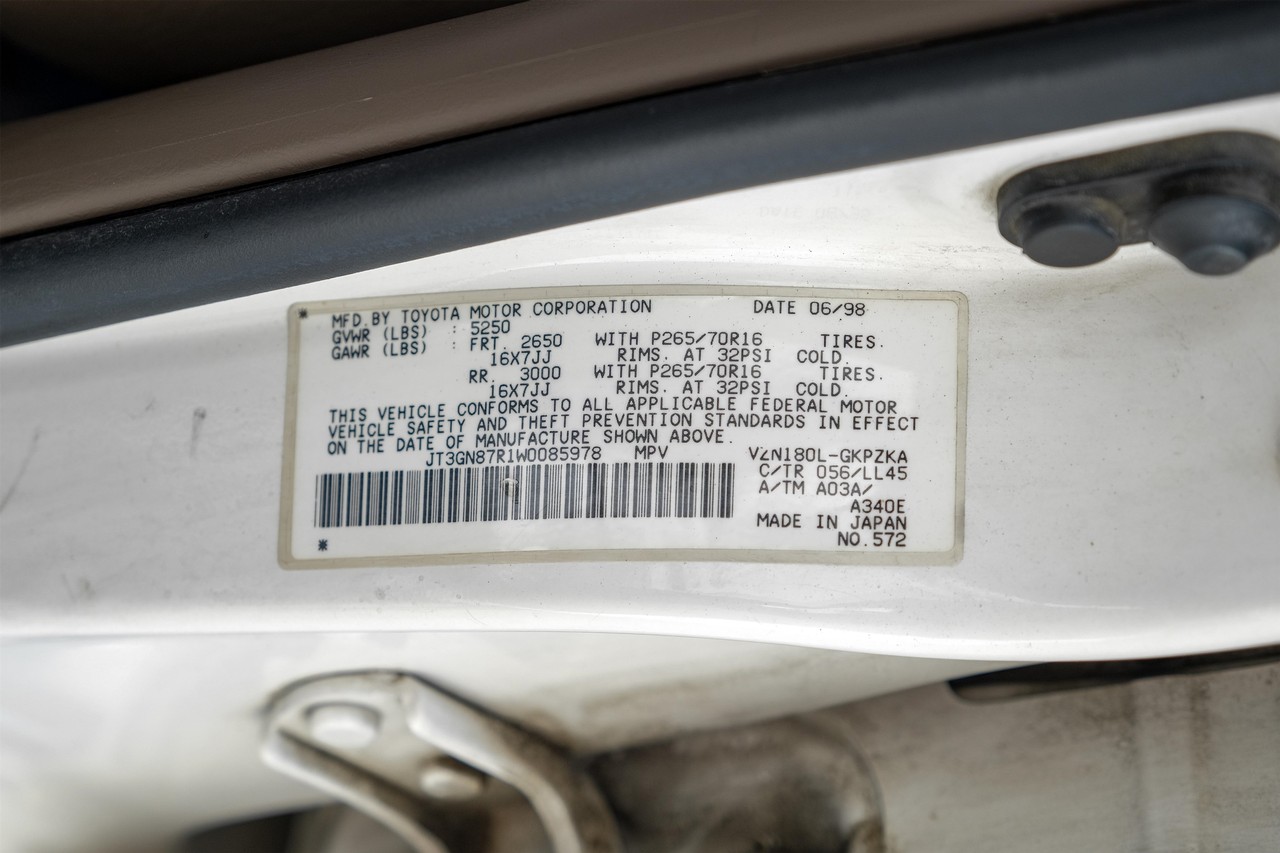 * MFD.BY TOYOTA MOTOR CORPORATION DATE 06/98
GVWR (LBS) : 5250
GAWR (LBS) : FRT. 2650 WITH P265/70R16 TIRES.
16X7JJ RIMS. AT 32PSI COLD.
RR. 3000 WITH P265/70R16 TIRES.
16X7JJ RIMS. AT 32PSI COLD.
THIS VEHICLE CONFORMS TO ALL APPLICABLE FEDERAL MOTOR
VEHICLE SAFETY AND THEFT PREVENTION STANDARDS IN EFFECT
ON THE DATE OF MANUFACTURE SHOWN ABOVE.
JT3GN87R1W0085978 MPV VZN180L-GKPZKA
C/TR 056/LL45
A/TM A03A/
A340E
MADE IN JAPAN
* NO.572